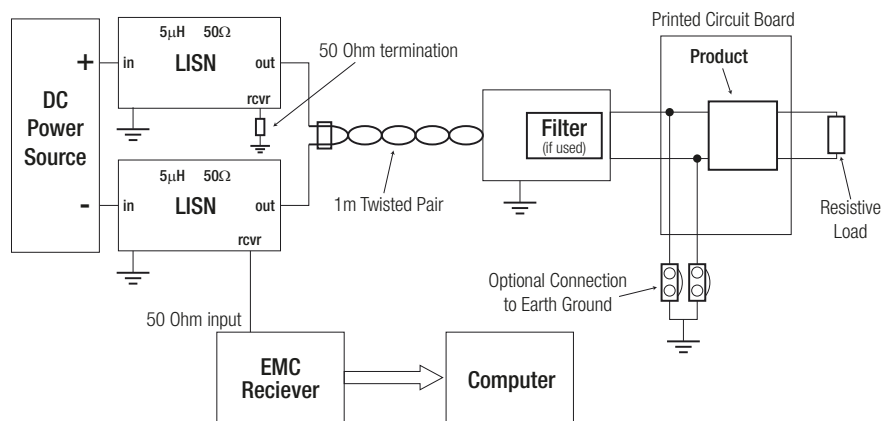 Printed Circuit Board
5μH 50Ω
LISN
in
out
rcvr
50 Ohm termination
+
DC
Power
Source
-
Product
Filter
(if used)
5μH 50Ω
LISN
in
out
rcvr
1m Twisted Pair
Resistive
Load
Optional Connection
to Earth Ground
50 Ohm input
EMC
Reciever
Computer